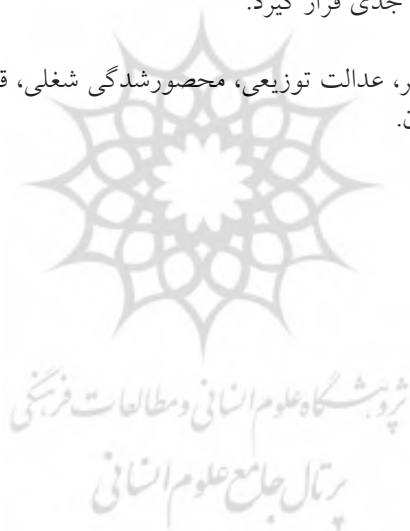 جدی قرار گیرد.
ر، عدالت توزیعی، محصورشدگی شغلی، ق
ن.
پژوهشگاه علوم انسانی و مطالعات فرهنگی
پرتال جامع علوم انسانی